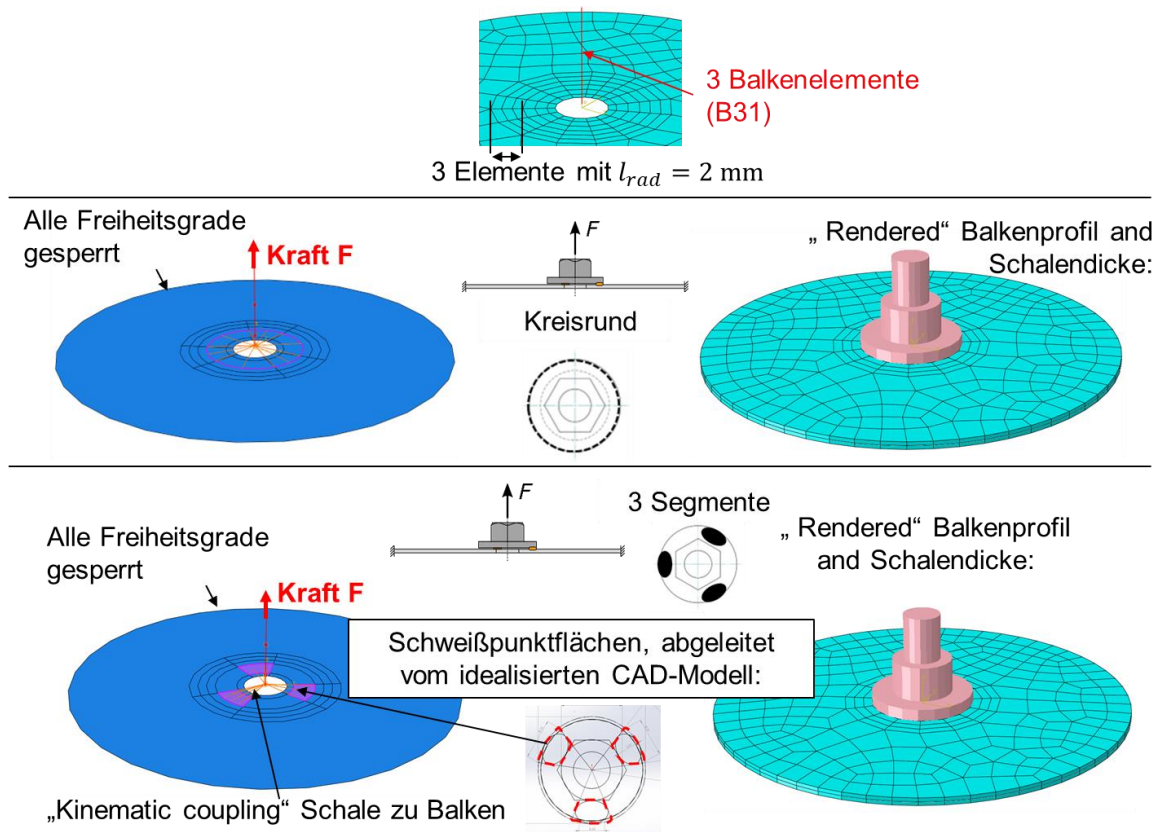 3 Balkenelemente
(B31)
3 Elemente mit l_rad = 2 mm
Alle Freiheitsgrade
gesperrt
Kraft F
F
Kreisrund
„ Rendered“ Balkenprofil and
Schalendicke:
Alle Freiheitsgrade
gesperrt
Kraft F
F
3 Segmente
„ Rendered“ Balkenprofil
and Schalendicke:
Schweißpunktflächen, abgeleitet
vom idealisierten CAD-Modell:
„Kinematic coupling“ Schale zu Balken